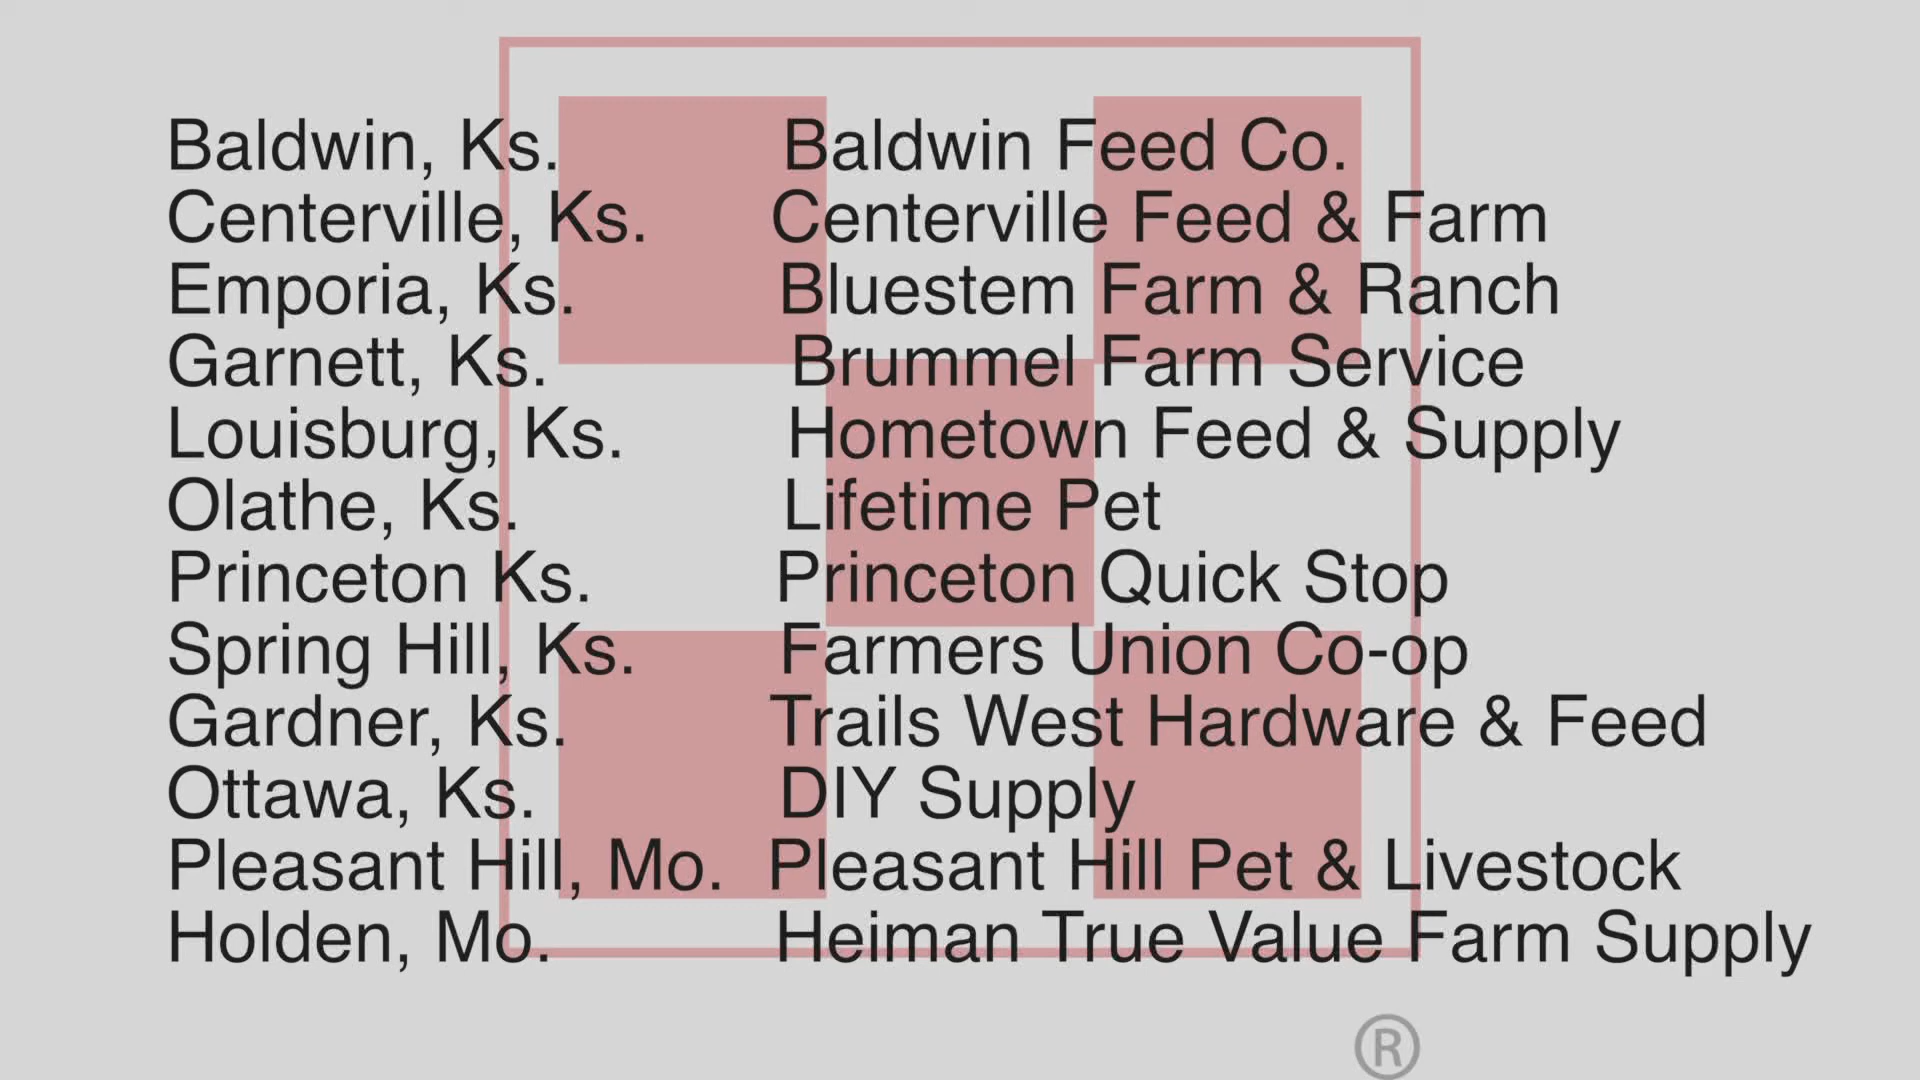 Baldwin, Ks. Baldwin Feed Co.
Centerville, Ks. Centerville Feed & Farm
Emporia, Ks. Bluestem Farm & Ranch
Garnett, Ks. Brummel Farm Service
Louisburg, Ks. Hometown Feed & Supply
Olathe, Ks. Lifetime Pet
Princeton Ks. Princeton Quick Stop
Spring Hill, Ks. Farmers Union Co-op
Gardner, Ks. Trails West Hardware & Feed
Ottawa, Ks. DIY Supply
Pleasant Hill, Mo. Pleasant Hill Pet & Livestock
Holden, Mo. Heiman True Value Farm Supply
®